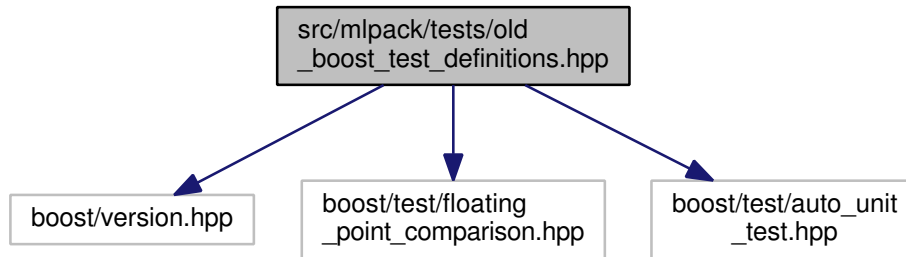 src/mlpack/tests/old
_boost_test_definitions.hpp
boost/version.hpp
boost/test/floating
_point_comparison.hpp
boost/test/auto_unit
_test.hpp